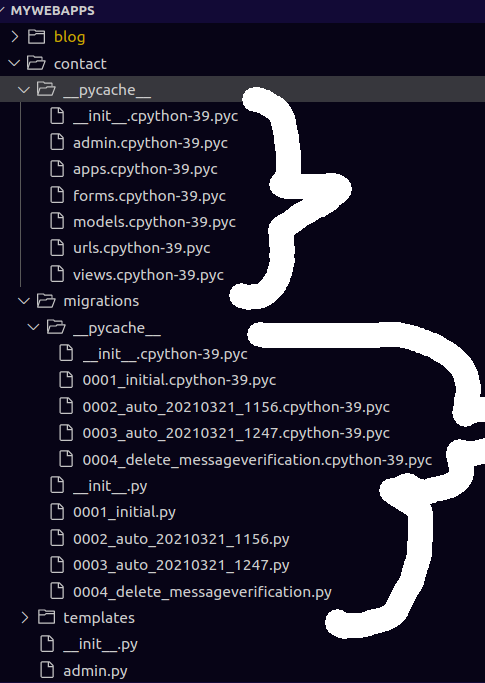 MYWEBAPPS
blog
contact
__pycache__
__init__.cpython-39.pyc
admin.cpython-39.pyc
apps.cpython-39.pyc
forms.cpython-39.pyc
models.cpython-39.pyc
urls.cpython-39.pyc
views.cpython-39.pyc
migrations
__pycache__
__init__.cpython-39.pyc
0001_initial.cpython-39.pyc
0002_auto_20210321_1156.cpython-39.pyc
0003_auto_20210321_1247.cpython-39.pyc
0004_delete_messageverification.cpython-39.pyc
__init__.py
0001_initial.py
0002_auto_20210321_1156.py
0003_auto_20210321_1247.py
0004_delete_messageverification.py
templates
__init__.py
admin.py